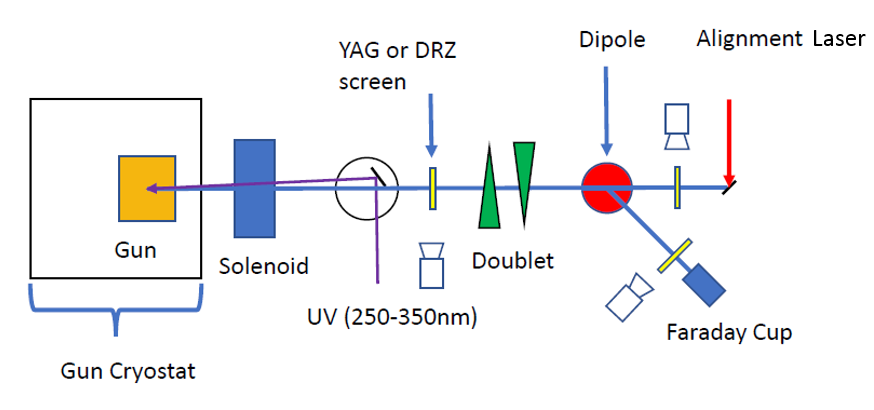 YAG or DRZ
screen
Dipole
Alignment Laser
Gun
Solenoid
Doublet
UV (250-350nm)
Faraday Cup
Gun Cryostat